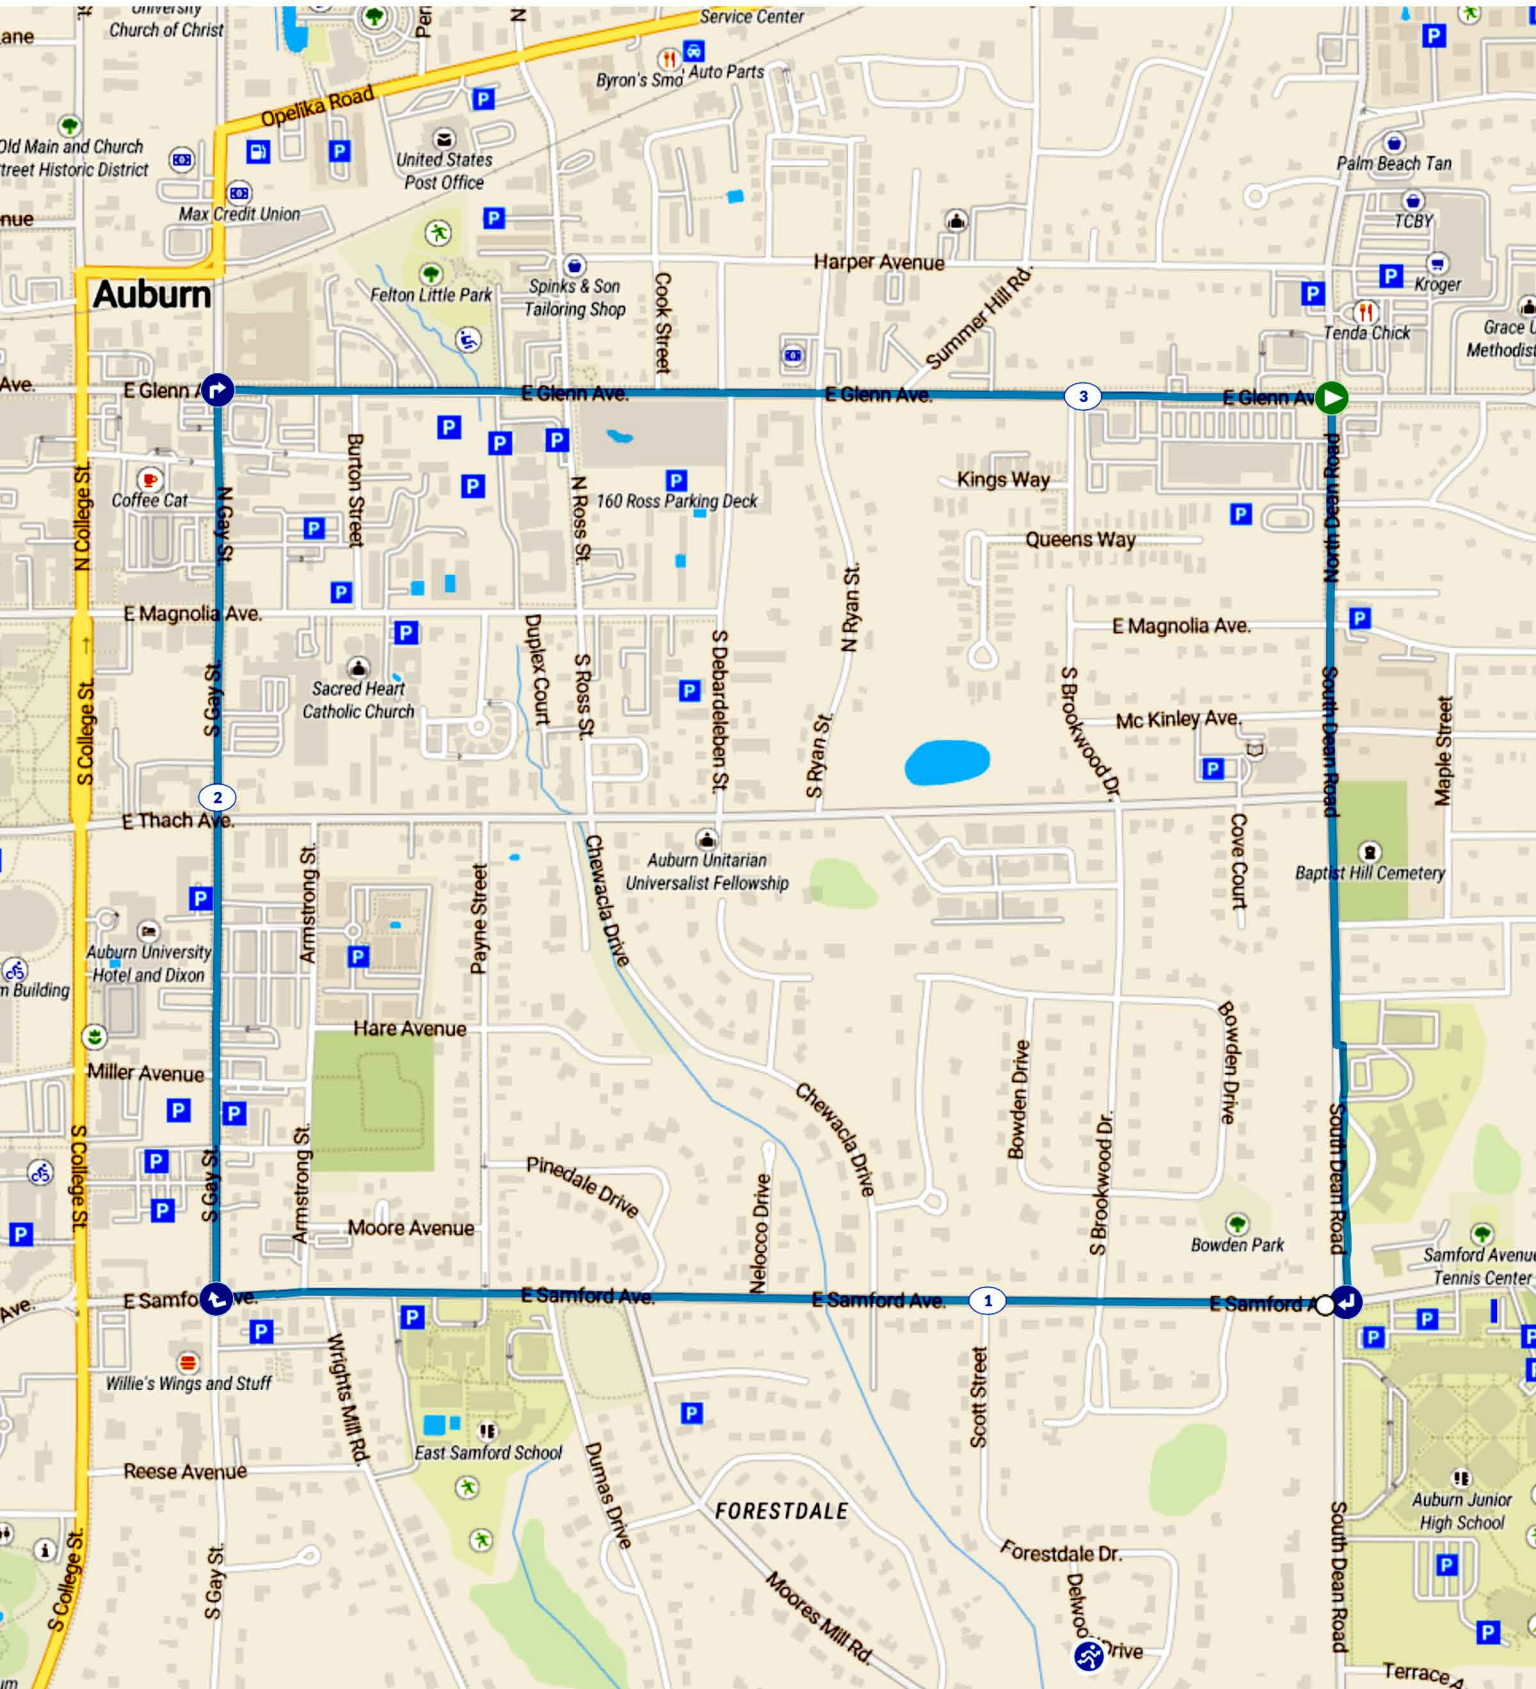 University
Church of Christ
Service Center
Byron's Smo
Auto Parts
Opelika Road
Old Main and Church
treet Historic District
United States
Post Office
Max Credit Union
Palm Beach Tan
TCBY
Auburn
Felton Little Park
Spinks & Son
Tailoring Shop
Cook Street
Harper Avenue
Summer Hill Rd.
Kroger
Tenda Chick
Grace U
Methodist
Ave.
E Glenn A
E Glenn Ave.
E Glenn Ave.
3
E Glenn Av
N College St.
Coffee Cat
N Gay St.
Burton Street
N Ross St.
160 Ross Parking Deck
Kings Way
Queens Way
North Dean Road
N Ryan St.
E Magnolia Ave.
E Magnolia Ave.
S College St.
S Gay St.
Sacred Heart
Catholic Church
Duplex Court
S Ross St.
S Debardeleben St.
S Ryan St.
S Brookwood Dr.
Mc Kinley Ave.
South Dean Road
Maple Street
2
E Thach Ave.
Armstrong St.
Payne Street
Chewacla Drive
Auburn Unitarian
Universalist Fellowship
Cove Court
Baptist Hill Cemetery
Auburn University
Hotel and Dixon
m Building
Hare Avenue
Miller Avenue
Bowden Drive
Bowden Drive
S College St.
S Gay St.
Armstrong St.
Moore Avenue
Pinedale Drive
Nelocco Drive
Chewacla Drive
S Brookwood Dr.
Bowden Park
South Dean Road
Samford Avenue
Tennis Center
Ave.
E Samfo
ve.
E Samford Ave.
E Samford Ave.
1
E Samford A
Willie's Wings and Stuff
Wrights Mill Rd.
East Samford School
Scott Street
Reese Avenue
Dumas Drive
FORESTDALE
Auburn Junior
High School
S College St.
S Gay St.
Moores Mill Rd.
Forestdale Dr.
Delwoo
Drive
South Dean Road
Terrace A